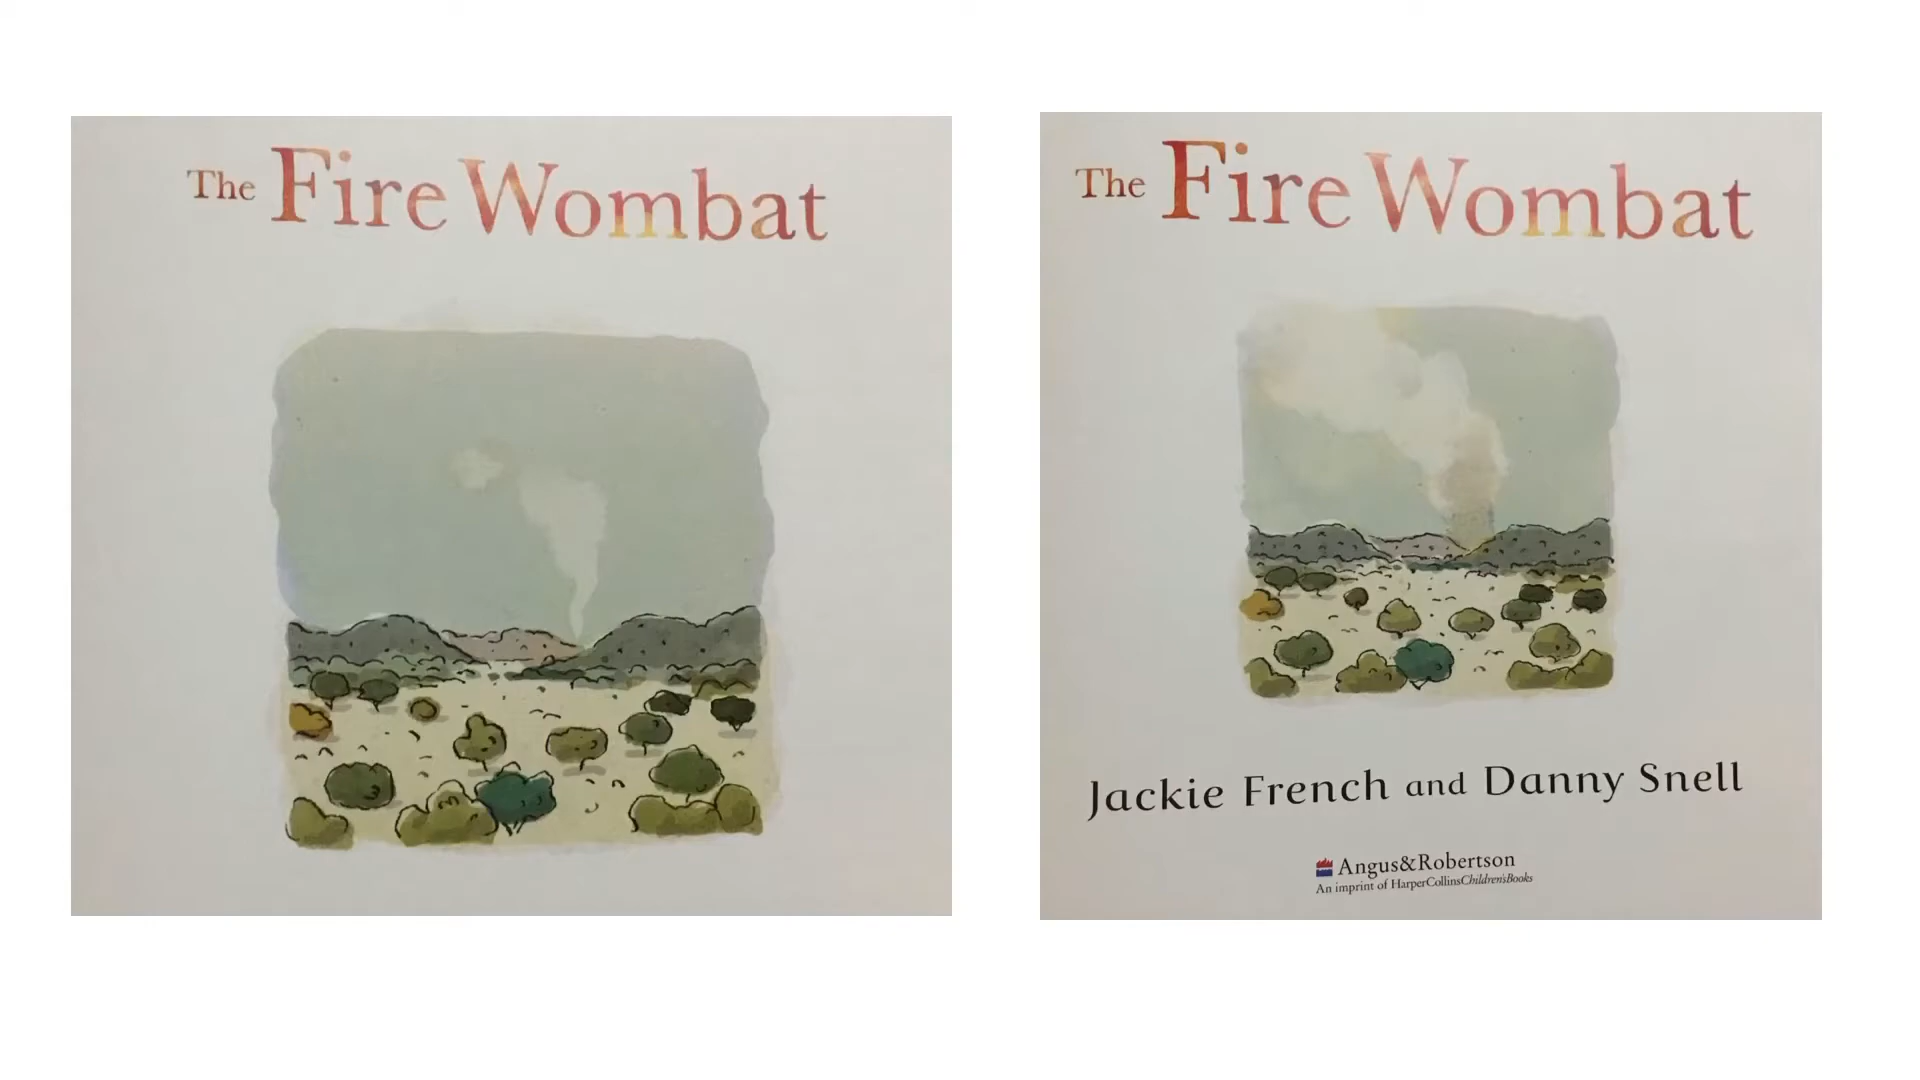 The Fire Wombat
The Fire Wombat
Jackie French and Danny Snell
Angus&Robertson
An imprint of HarperCollinsChildren'sBooks